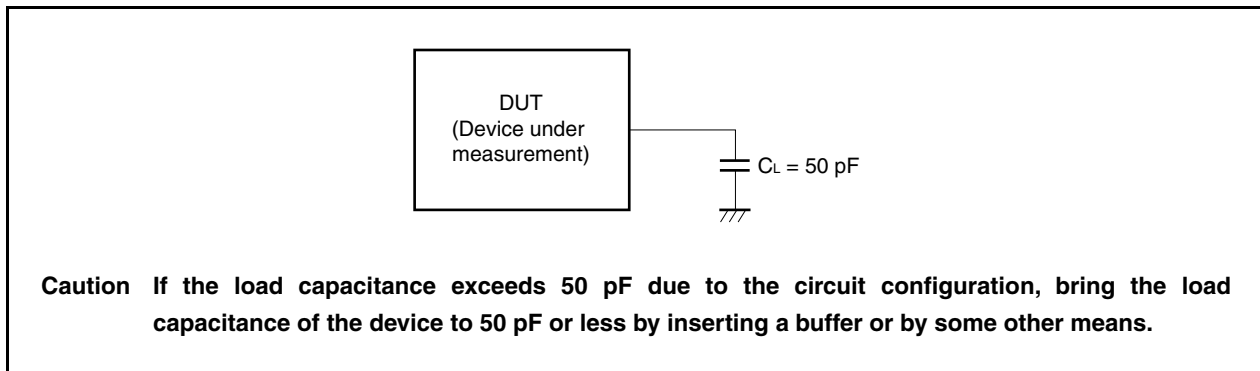 DUT
(Device under
measurement)
CL = 50 pF
Caution If the load capacitance exceeds 50 pF due to the circuit configuration, bring the load
capacitance of the device to 50 pF or less by inserting a buffer or by some other means.